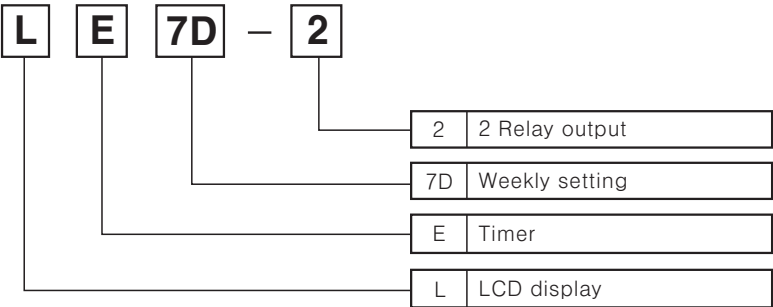 L E 7D – 2
2 2 Relay output
7D Weekly setting
E Timer
L LCD display